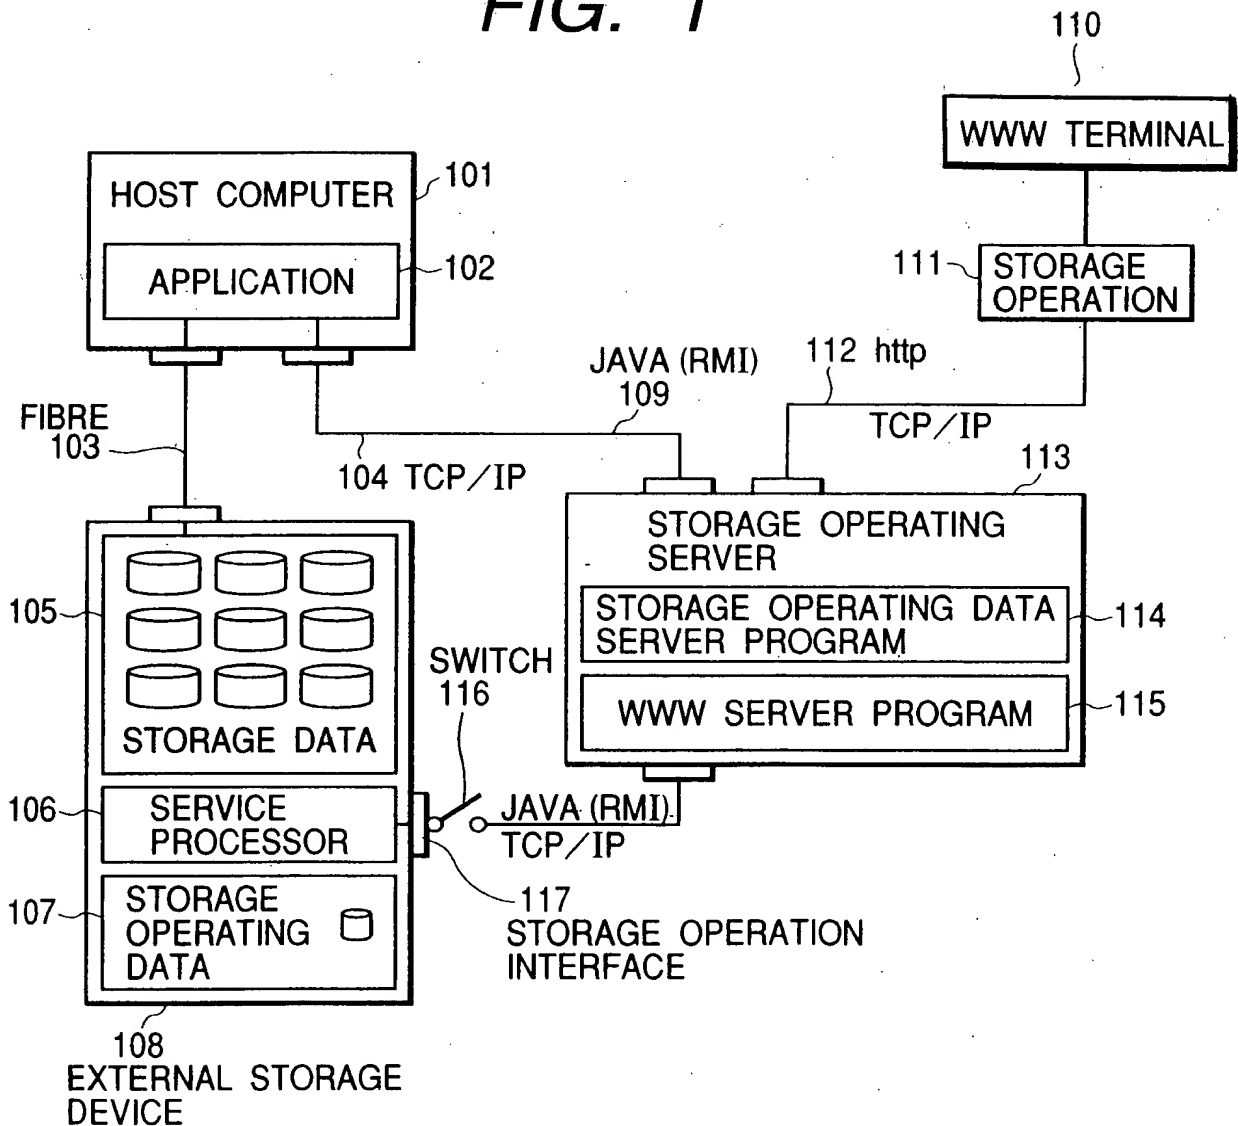 FIG. 1
110
WWW TERMINAL
HOST COMPUTER
101
APPLICATION
102
111
STORAGE
OPERATION
JAVA (RMI)
109
112 http
TCP/IP
FIBRE
103
104 TCP/IP
113
STORAGE OPERATING
SERVER
STORAGE OPERATING DATA
SERVER PROGRAM
114
WWW SERVER PROGRAM
115
105
STORAGE DATA
SWITCH
116
106
SERVICE
PROCESSOR
JAVA (RMI)
TCP/IP
107
STORAGE
OPERATING
DATA
117
STORAGE OPERATION
INTERFACE
108
EXTERNAL STORAGE
DEVICE